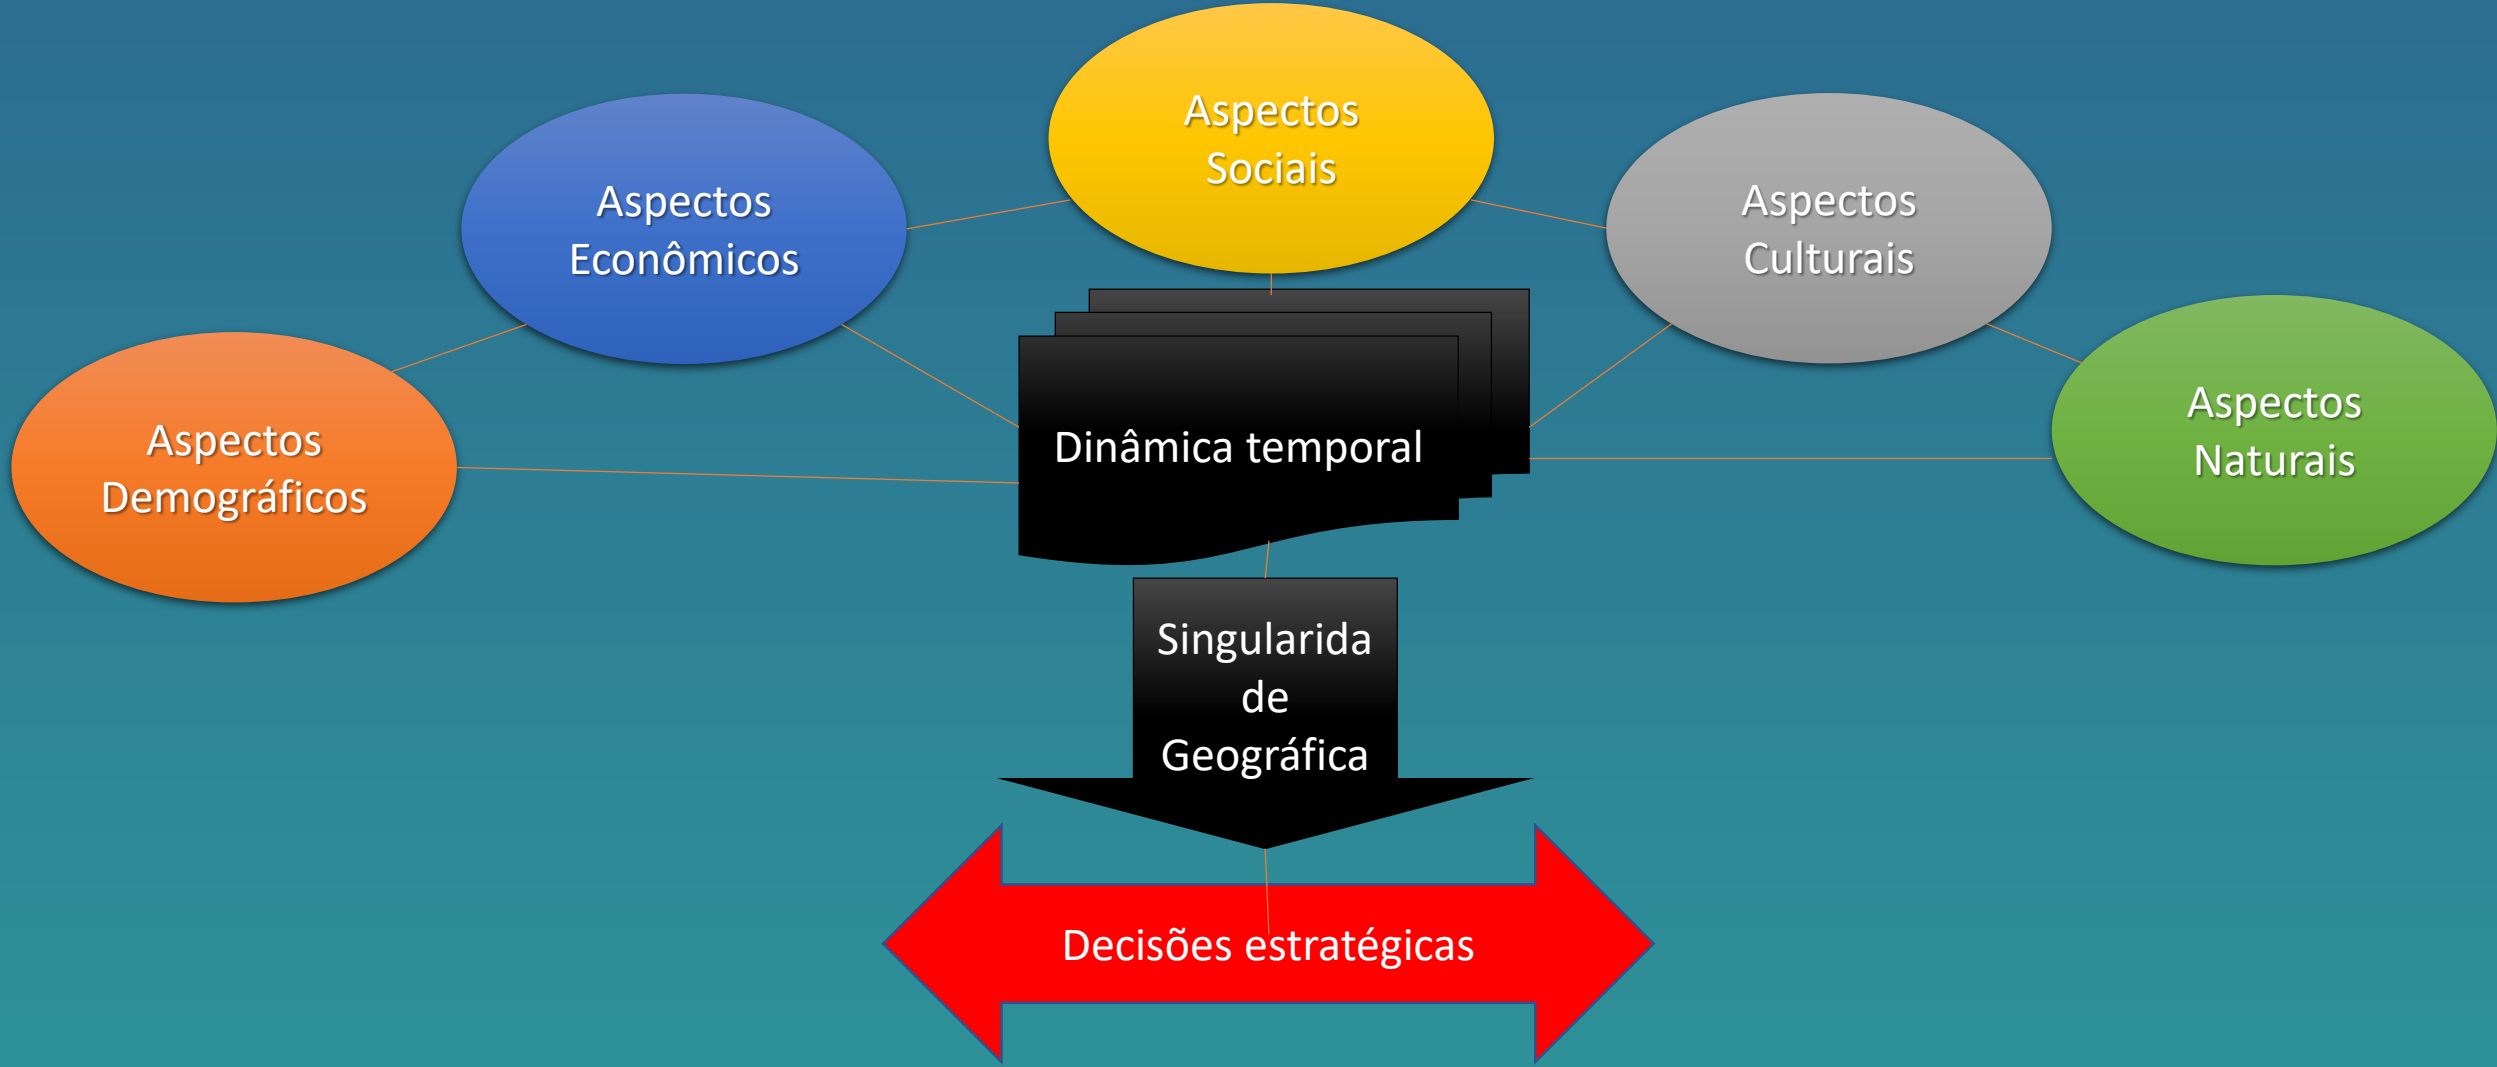 Aspectos
Sociais
Aspectos
Econômicos
Aspectos
Culturais
Aspectos
Demográficos
Aspectos
Naturais
Dinâmica temporal
Singularida
de
Geográfica
Decisões estratégicas